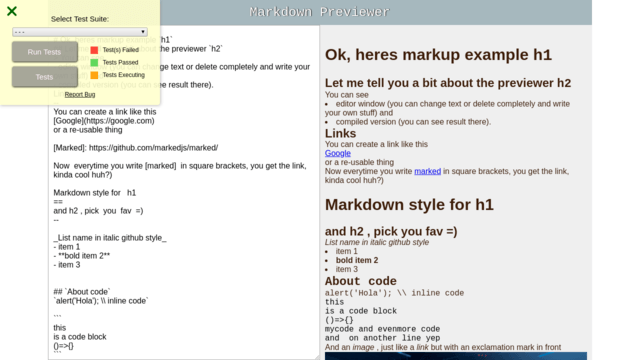 Markdown Previewer
Select Test Suite:
- - -
Run Tests
Tests
Test(s) Failed
Tests Passed
Tests Executing
Report Bug
change text or delete completely and write your
version (you can see result there).
You can create a link like this
[Google](https://google.com)
or a re-usable thing
[Marked]: https://github.com/markedjs/marked/
Now everytime you write [marked] in square brackets, you get the link,
kinda cool huh?)
Markdown style for h1
==
and h2 , pick you fav =)
--
_List name in italic github style_
- item 1
- **bold item 2**
- item 3
## `About code`
`alert('Hola'); \\ inline code`
```
this
is a code block
()=>{}
```
Ok, heres markup example h1
Let me tell you a bit about the previewer h2
You can see
• editor window (you can change text or delete completely and write
your own stuff) and
• compiled version (you can see result there).
Links
You can create a link like this
Google
or a re-usable thing
Now everytime you write marked in square brackets, you get the link,
kinda cool huh?)
Markdown style for h1
and h2 , pick you fav =)
List name in italic github style
• item 1
• bold item 2
• item 3
About code
alert('Hola'); \\ inline code
this
is a code block
()=>{}
mycode and evenmore code
and on another line yep
And an image , just like a link but with an exclamation mark in front